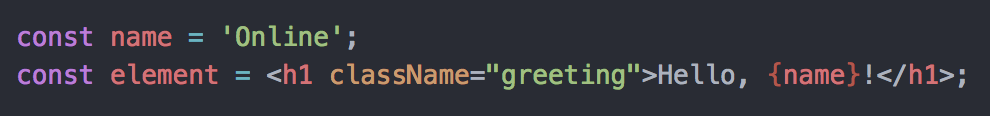 const name = 'Online';
const element = <h1 className="greeting">Hello, {name}!</h1>;